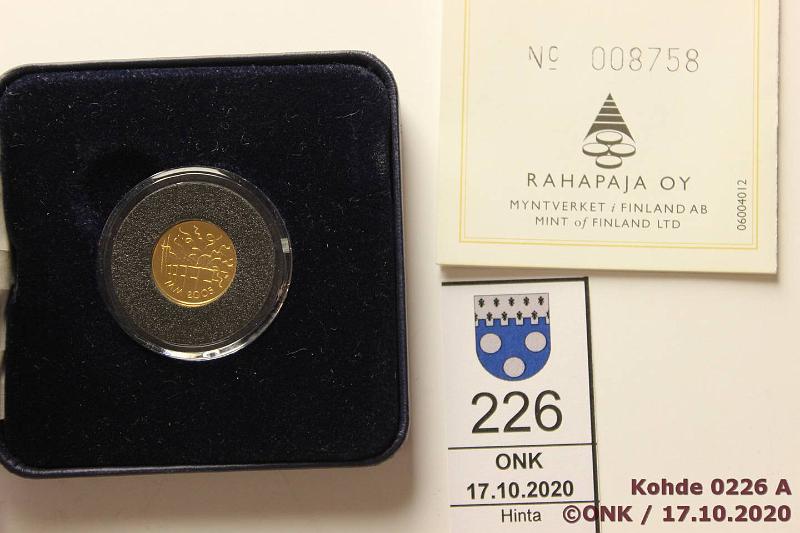 Nº 008758
RAHAPAJA OY
MYNTVERKET i FINLAND AB
MINT of FINLAND LTD
06004012
226
ONK
17.10.2020
Hinta
Kohde 0226 A
©ONK / 17.10.2020